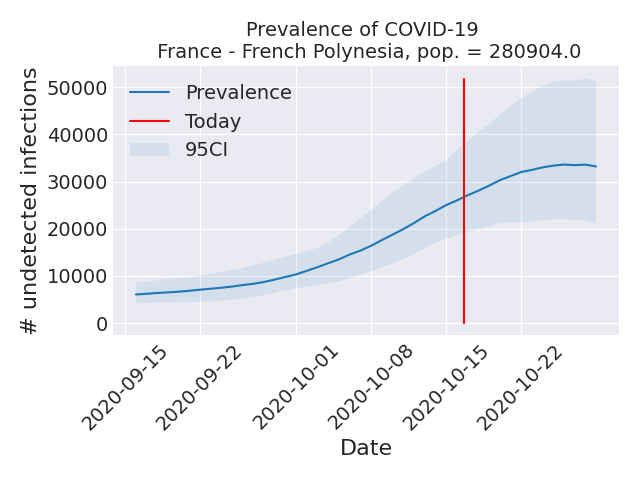 Prevalence of COVID-19
France - French Polynesia, pop. = 280904.0
# undetected infections
50000
40000
30000
20000
10000
0
Prevalence
Today
95CI
2020-09-15
2020-09-22
2020-10-01
2020-10-08
2020-10-15
2020-10-22
Date